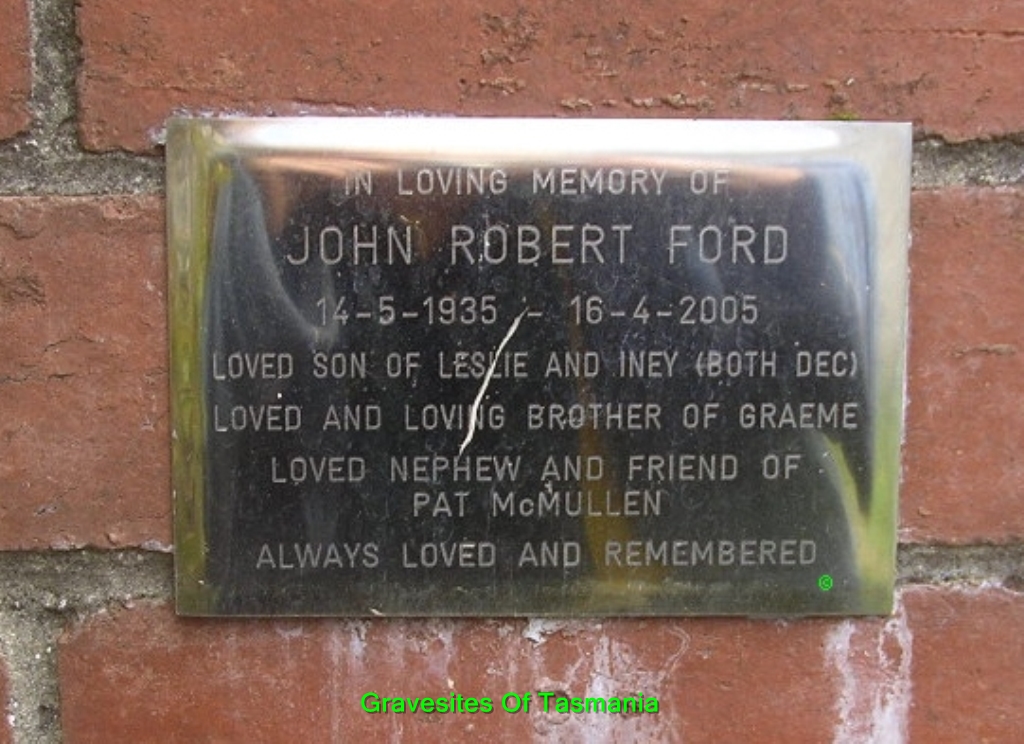 IN LOVING MEMORY OF
JOHN ROBERT FORD
14-5-1935 - 16-4-2005
LOVED SON OF LESLIE AND INEY (BOTH DEC)
LOVED AND LOVING BROTHER OF GRAEME
LOVED NEPHEW AND FRIEND OF
PAT McMULLEN
ALWAYS LOVED AND REMEMBERED
©
Gravesites Of Tasmania